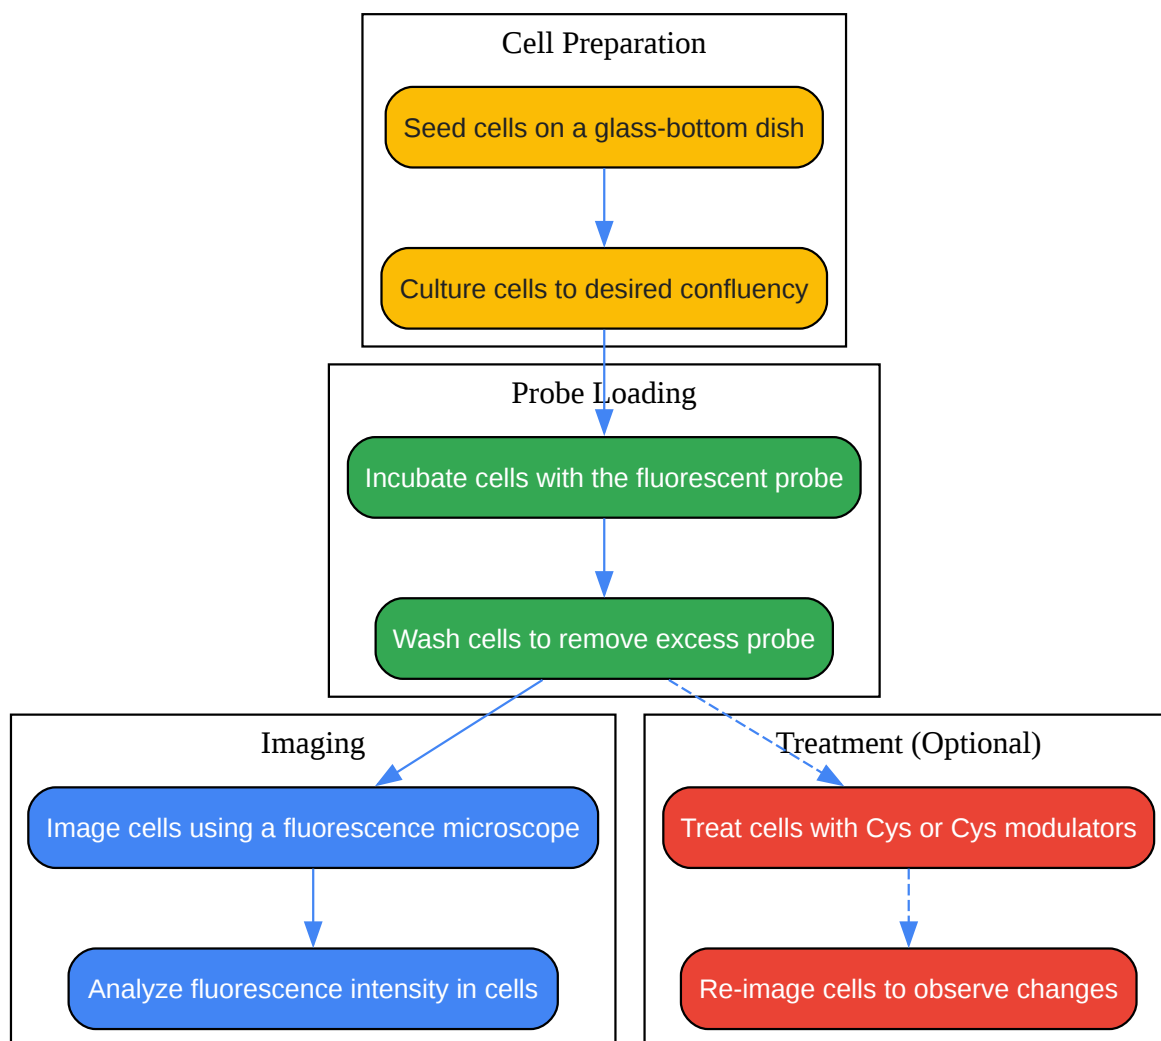 Cell Preparation
Seed cells on a glass-bottom dish
Culture cells to desired confluency
Probe Loading
Incubate cells with the fluorescent probe
Wash cells to remove excess probe
Imaging
Image cells using a fluorescence microscope
Analyze fluorescence intensity in cells
Treatment (Optional)
Treat cells with Cys or Cys modulators
Re-image cells to observe changes